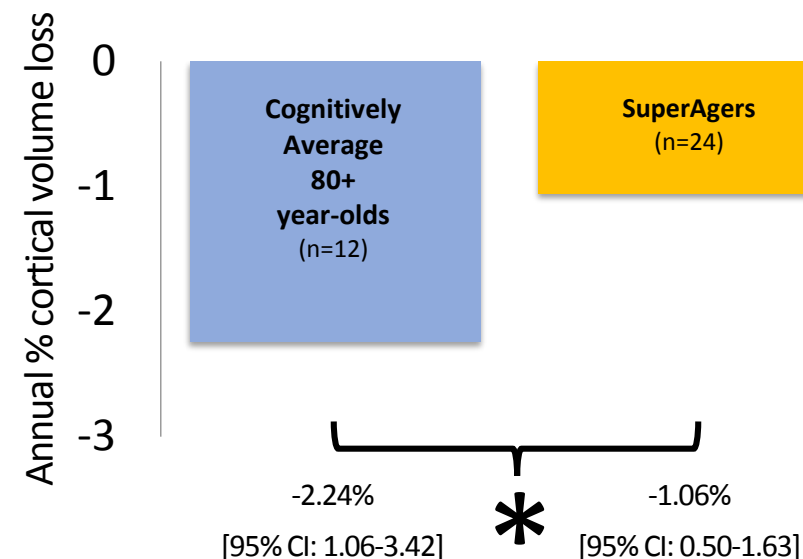 Annual % cortical volume loss
0
-1
-2
-3
Cognitively
Average
80+
year-olds
(n=12)
SuperAgers
(n=24)
-2.24%
[95% CI: 1.06-3.42]
*
-1.06%
[95% CI: 0.50-1.63]